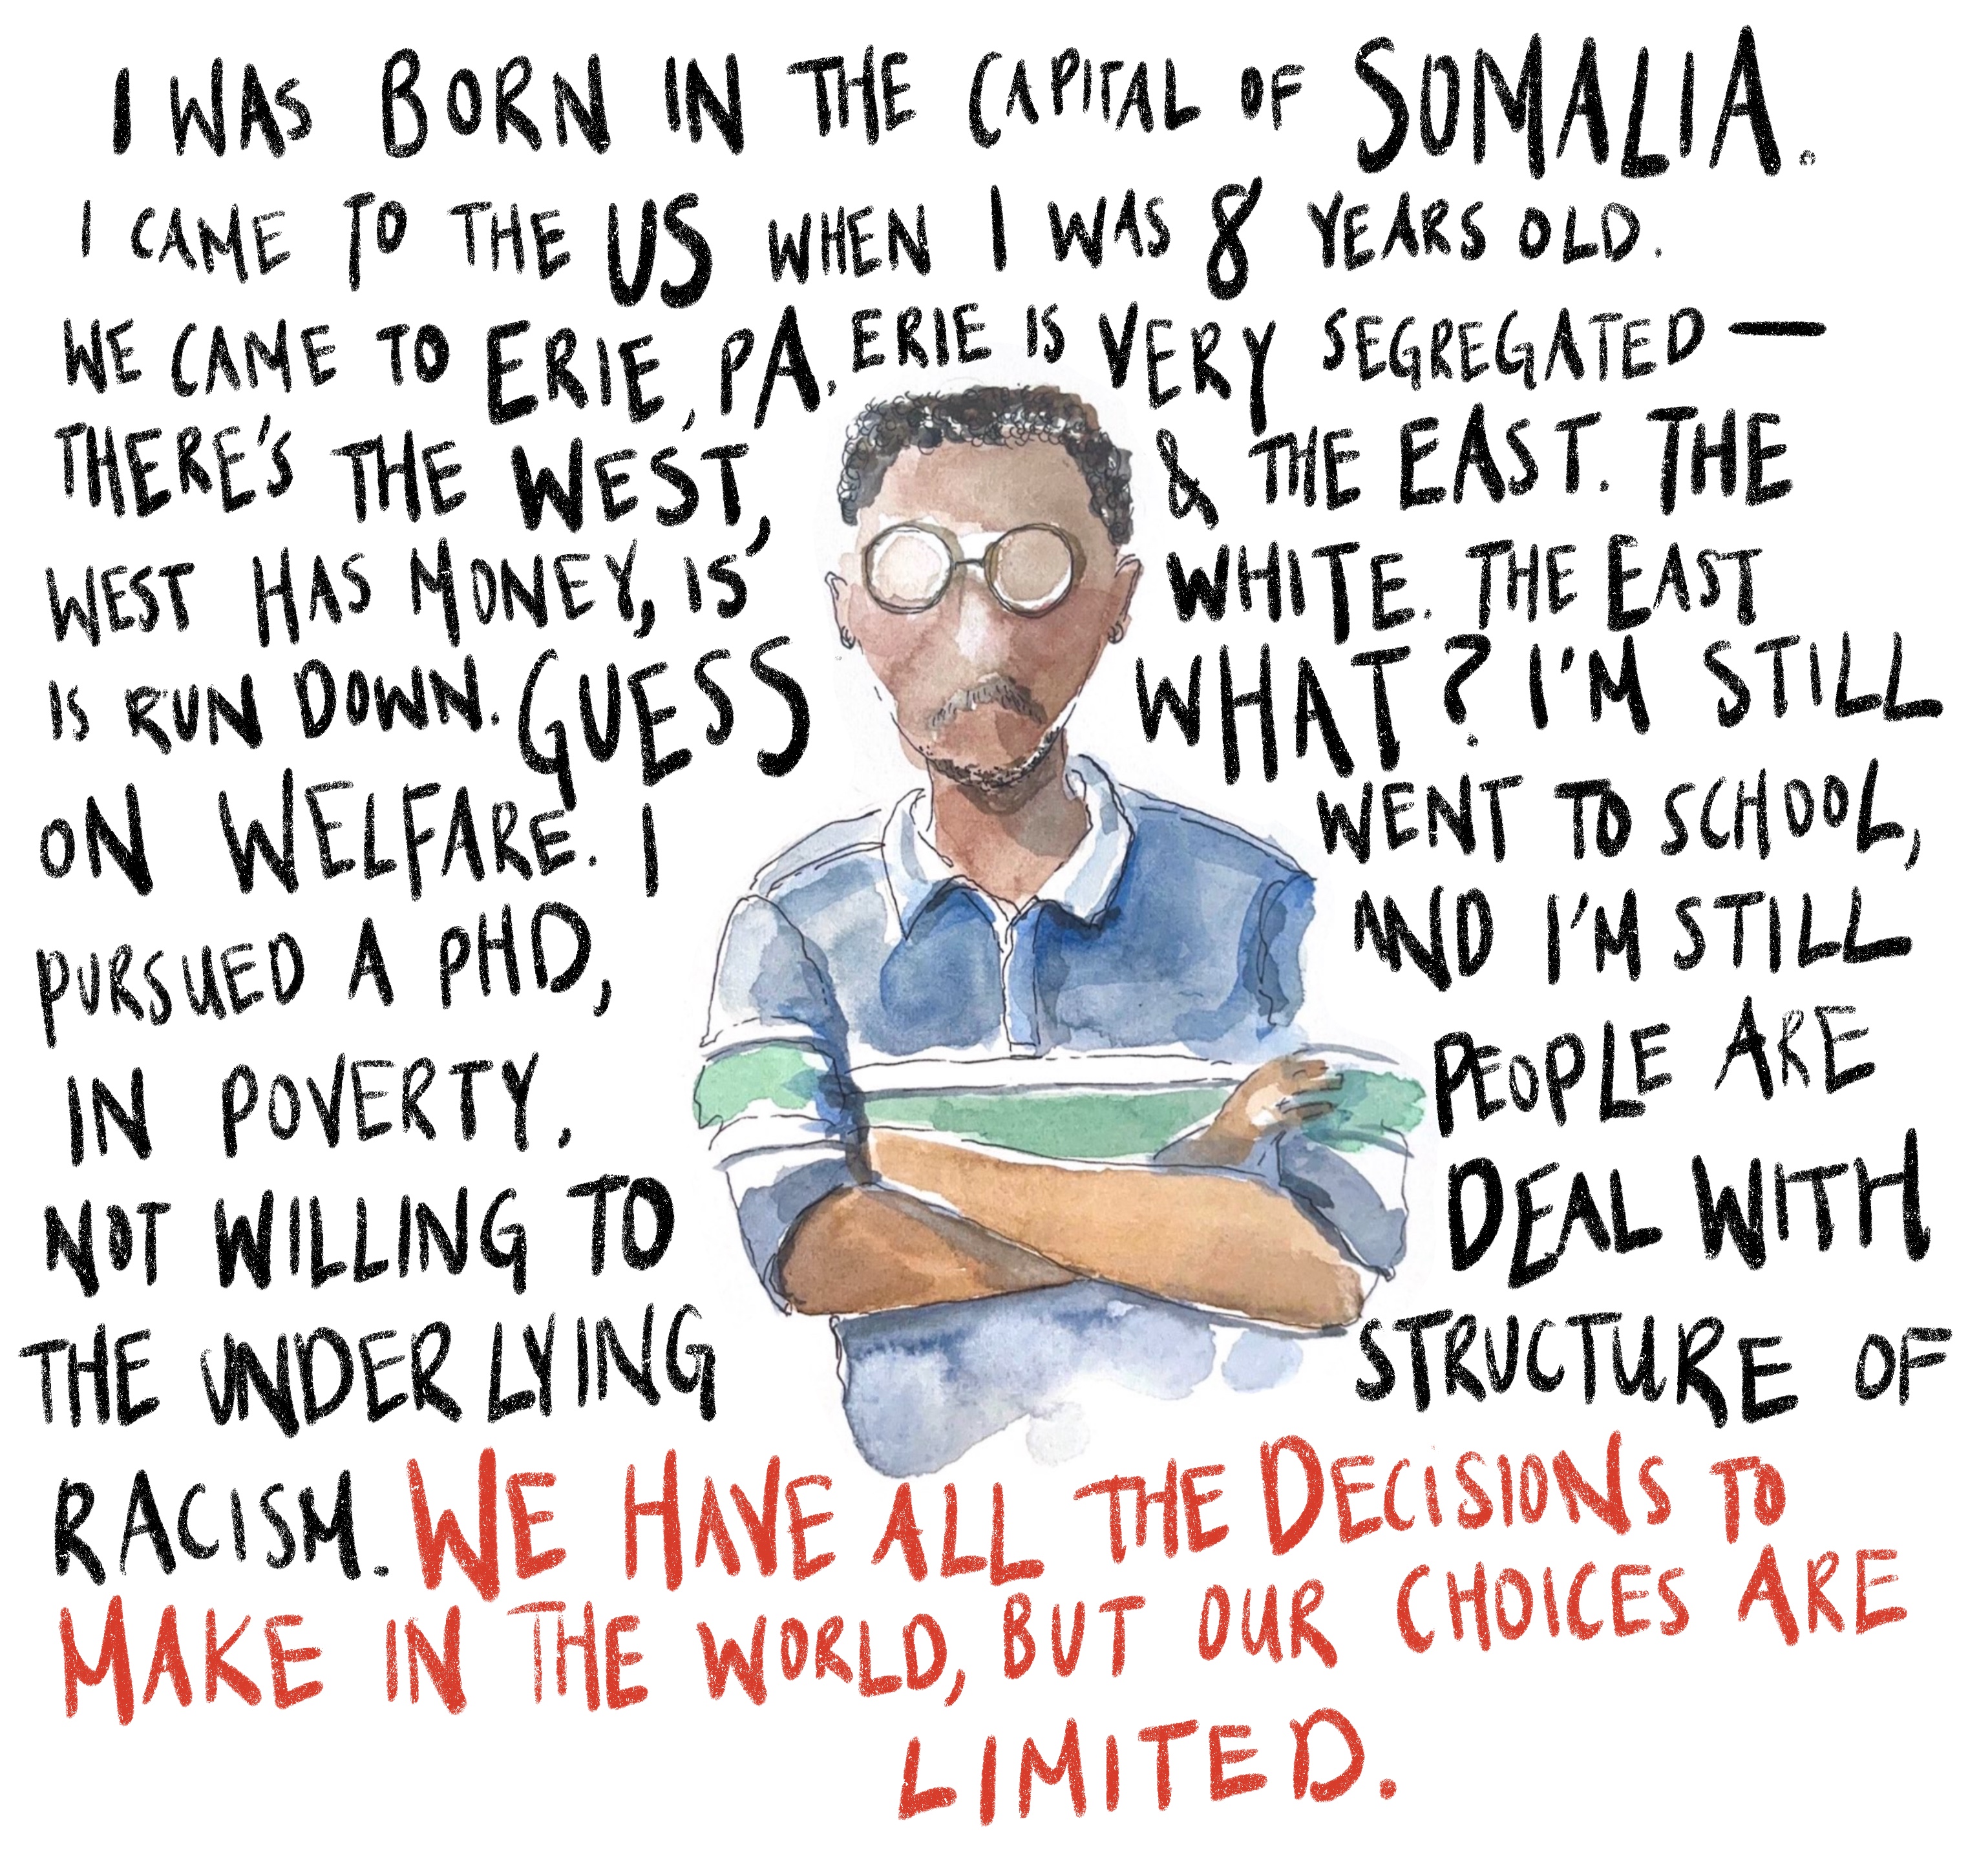 I WAS BORN IN THE CAPITAL OF SOMALIA.
I CAME TO THE US WHEN I WAS 8 YEARS OLD.
WE CAME TO ERIE, PA. ERIE IS VERY SEGREGATED —
THERE'S THE WEST, & THE EAST. THE
WEST HAS MONEY, IS WHITE. THE EAST
IS RUN DOWN. GUESS WHAT? I'M STILL
ON WELFARE. I WENT TO SCHOOL,
PURSUED A PHD, AND I'M STILL
IN POVERTY. PEOPLE ARE
NOT WILLING TO DEAL WITH
THE UNDERLYING STRUCTURE OF
RACISM. WE HAVE ALL THE DECISIONS TO
MAKE IN THE WORLD, BUT OUR CHOICES ARE
LIMITED.